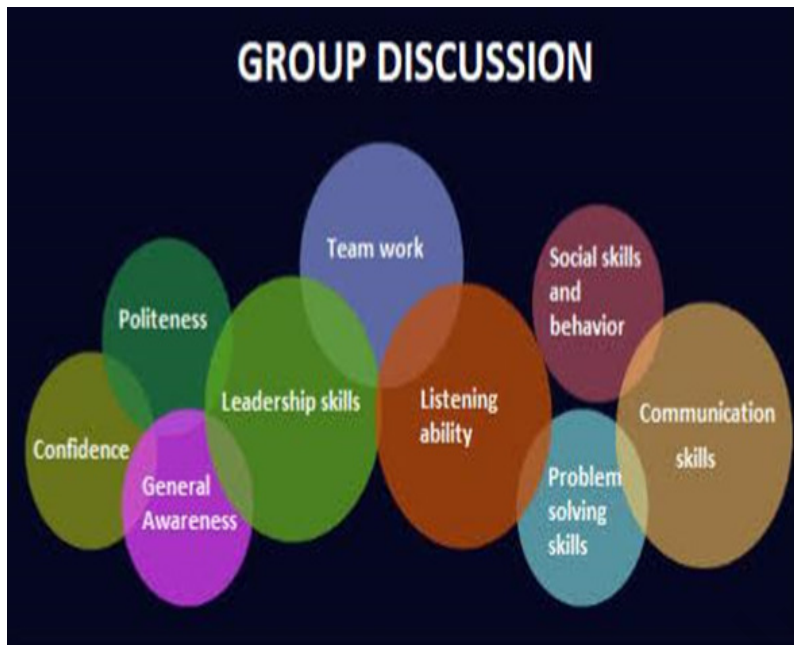 GROUP DISCUSSION
Team work
Social skills
and
behavior
Politeness
Leadership skills
Listening
ability
Communication
skills
Confidence
General
Awareness
Problem
solving
skills